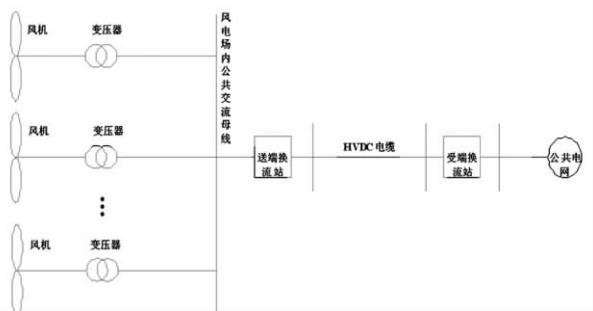 风机
变压器
风电场内公共交流母线
风机
变压器
送端换
流站
HVDC 电缆
受端换
流站
公共电
网
风机
变压器